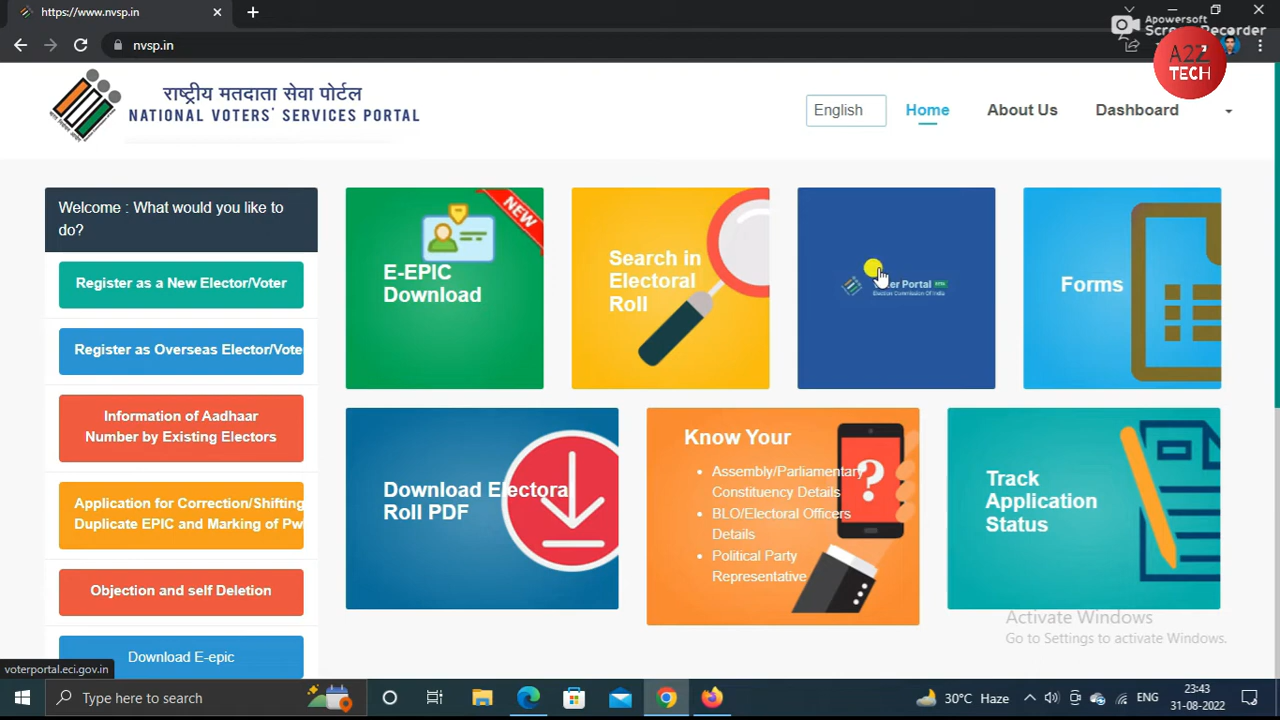 https://www.nvsp.in
Apowersoft
Screen Recorder
nvsp.in
A2Z
TECH
राष्ट्रीय मतदाता सेवा पोर्टल
NATIONAL VOTERS' SERVICES PORTAL
English
Home
About Us
Dashboard
Welcome : What would you like to
do?
Register as a New Elector/Voter
Register as Overseas Elector/Vote
Information of Aadhaar
Number by Existing Electors
Application for Correction/Shifting
Duplicate EPIC and Marking of Pw
Objection and self Deletion
Download E-epic
NEW
E-EPIC
Download
Search in
Electoral
Roll
Portal
Election Commission Of India
Forms
Download Electora
Roll PDF
Know Your
Assembly/Parliamentary
Constituency Details
BLO/Electoral Officers
Details
Political Party
Representative
?
Track
Application
Status
Activate Windows
Go to Settings to activate Windows.
voterportal.eci.gov.in
Type here to search
30°C Haze
ENG
23:43
31-08-2022